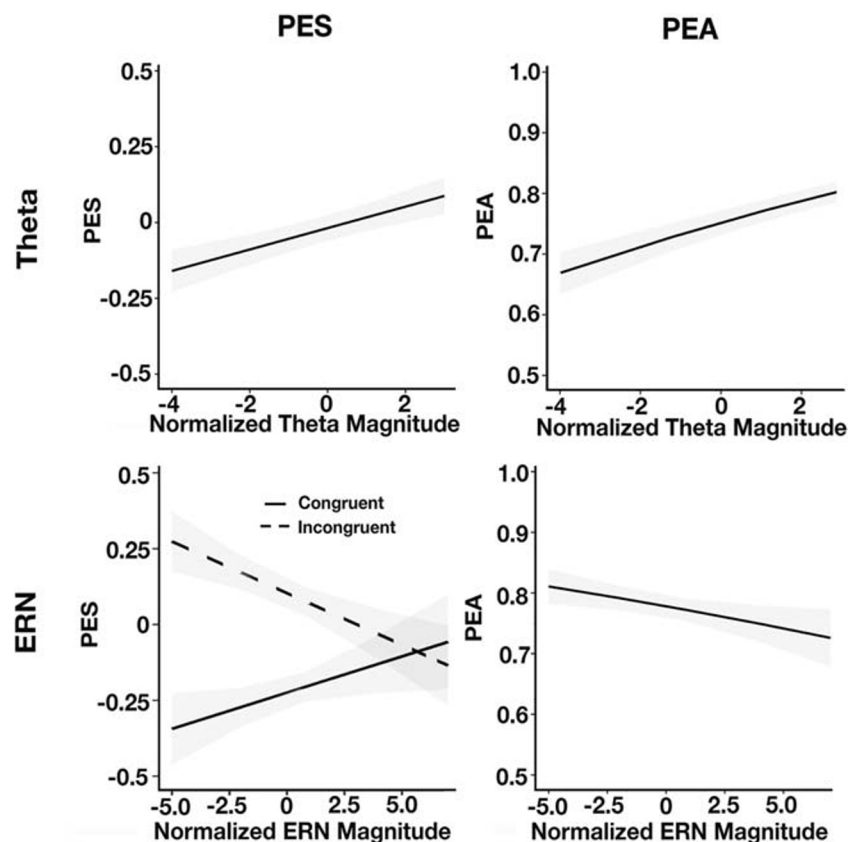 PES
PEA
Theta
PES
0.5
0.25
0
-0.25
-0.5
-4
-2
0
2
Normalized Theta Magnitude
PEA
1.0
0.9
0.8
0.7
0.6
0.5
-4
-2
0
2
Normalized Theta Magnitude
ERN
PES
0.5
0.25
0
-0.25
-0.5
Congruent
Incongruent
-5.0
-2.5
0
2.5
5.0
Normalized ERN Magnitude
PEA
1.0
0.9
0.8
0.7
0.6
0.5
-5.0
-2.5
0
2.5
5.0
Normalized ERN Magnitude